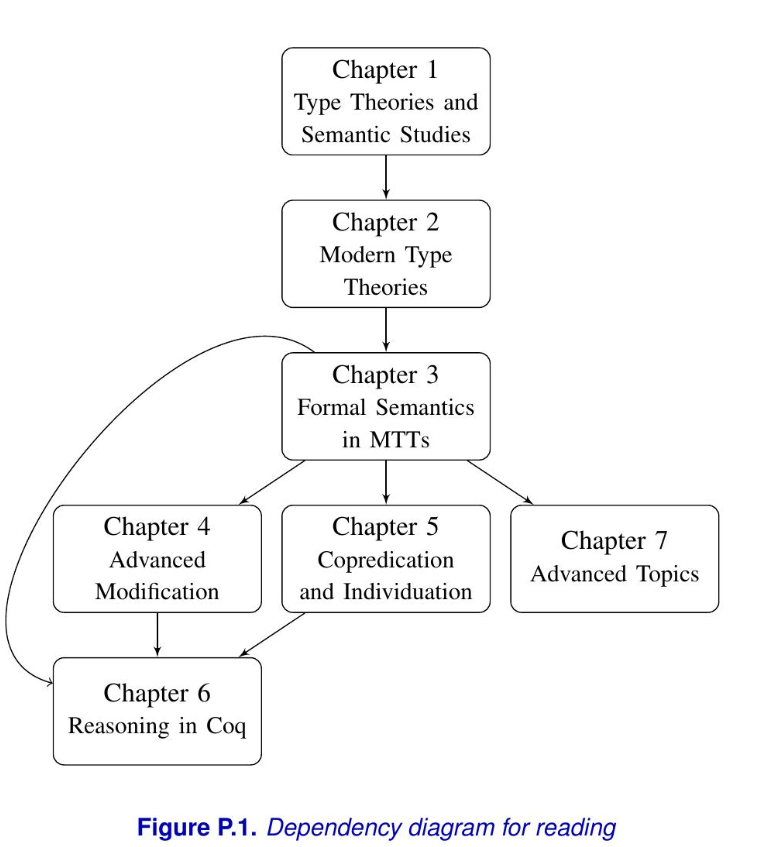 Chapter 1
Type Theories and
Semantic Studies
Chapter 2
Modern Type
Theories
Chapter 3
Formal Semantics
in MTTs
Chapter 4
Advanced
Modification
Chapter 5
Copredication
and Individuation
Chapter 7
Advanced Topics
Chapter 6
Reasoning in Coq
Figure P.1. Dependency diagram for reading